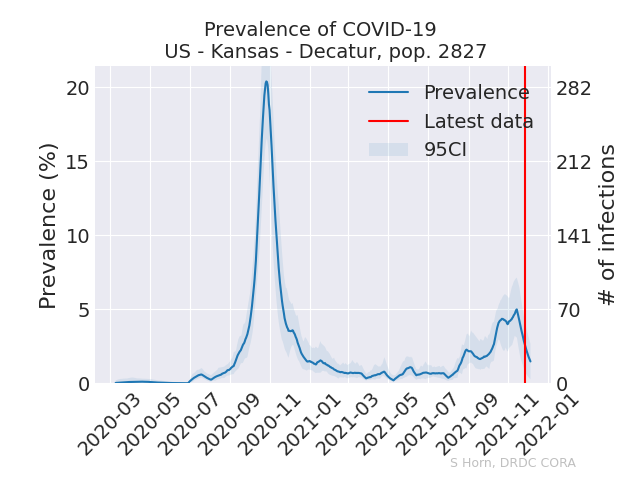 Prevalence of COVID-19
US - Kansas - Decatur, pop. 2827
Prevalence (%)
20
15
10
5
0
Prevalence
Latest data
95CI
282
212
141
70
0
# of infections
2020-03
2020-05
2020-07
2020-09
2020-11
2021-01
2021-03
2021-05
2021-07
2021-09
2021-11
2022-01
S Horn, DRDC CORA